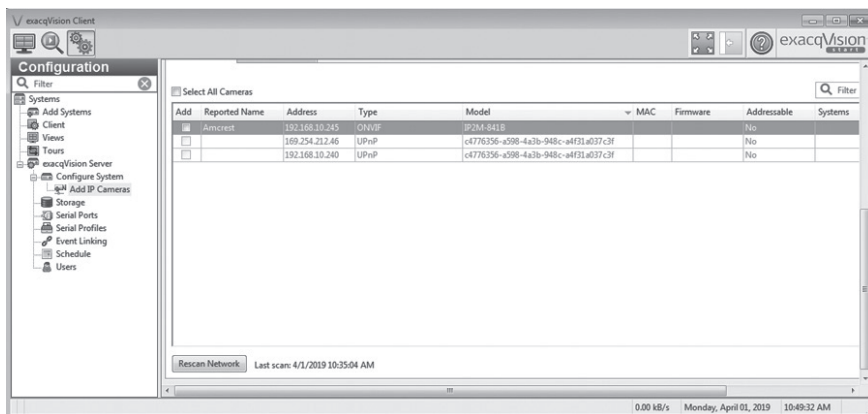 exacqVision Client
exacqVision
start
Configuration
Filter
Systems
Add Systems
Client
Views
Tours
exacqVision Server
Configure System
Add IP Cameras
Storage
Serial Ports
Serial Profiles
Event Linking
Schedule
Users
Select All Cameras
Filter
Add Reported Name Address Type Model MAC Firmware Addressable Systems
Amcrest 192.168.10.245 ONVIF IP2M-841B No
169.254.212.46 UPnP c4776356-a598-4a3b-948c-a4f31a037c3f No
192.168.10.240 UPnP c4776356-a598-4a3b-948c-a4f31a037c3f No
Rescan Network Last scan: 4/1/2019 10:35:04 AM
0.00 kB/s Monday, April 01, 2019 10:49:32 AM